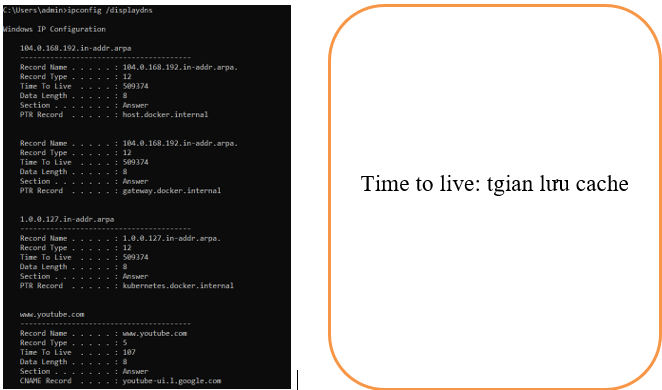 C:\Users\admin>ipconfig /displaydns
Windows IP Configuration
104.0.168.192.in-addr.arpa
----------------------------------------
Record Name . . . . . : 104.0.168.192.in-addr.arpa.
Record Type . . . . . : 12
Time To Live  . . . . : 509374
Data Length . . . . . : 8
Section . . . . . . . : Answer
PTR Record  . . . . . : host.docker.internal
Record Name . . . . . : 104.0.168.192.in-addr.arpa.
Record Type . . . . . : 12
Time To Live  . . . . : 509374
Data Length . . . . . : 8
Section . . . . . . . : Answer
PTR Record  . . . . . : gateway.docker.internal
1.0.0.127.in-addr.arpa
----------------------------------------
Record Name . . . . . : 1.0.0.127.in-addr.arpa.
Record Type . . . . . : 12
Time To Live  . . . . : 509374
Data Length . . . . . : 8
Section . . . . . . . : Answer
PTR Record  . . . . . : kubernetes.docker.internal
www.youtube.com
----------------------------------------
Record Name . . . . . : www.youtube.com
Record Type . . . . . : 5
Time To Live  . . . . : 107
Data Length . . . . . : 8
Section . . . . . . . : Answer
CNAME Record  . . . . : youtube-ui.l.google.com
Time to live: tgian lưu cache